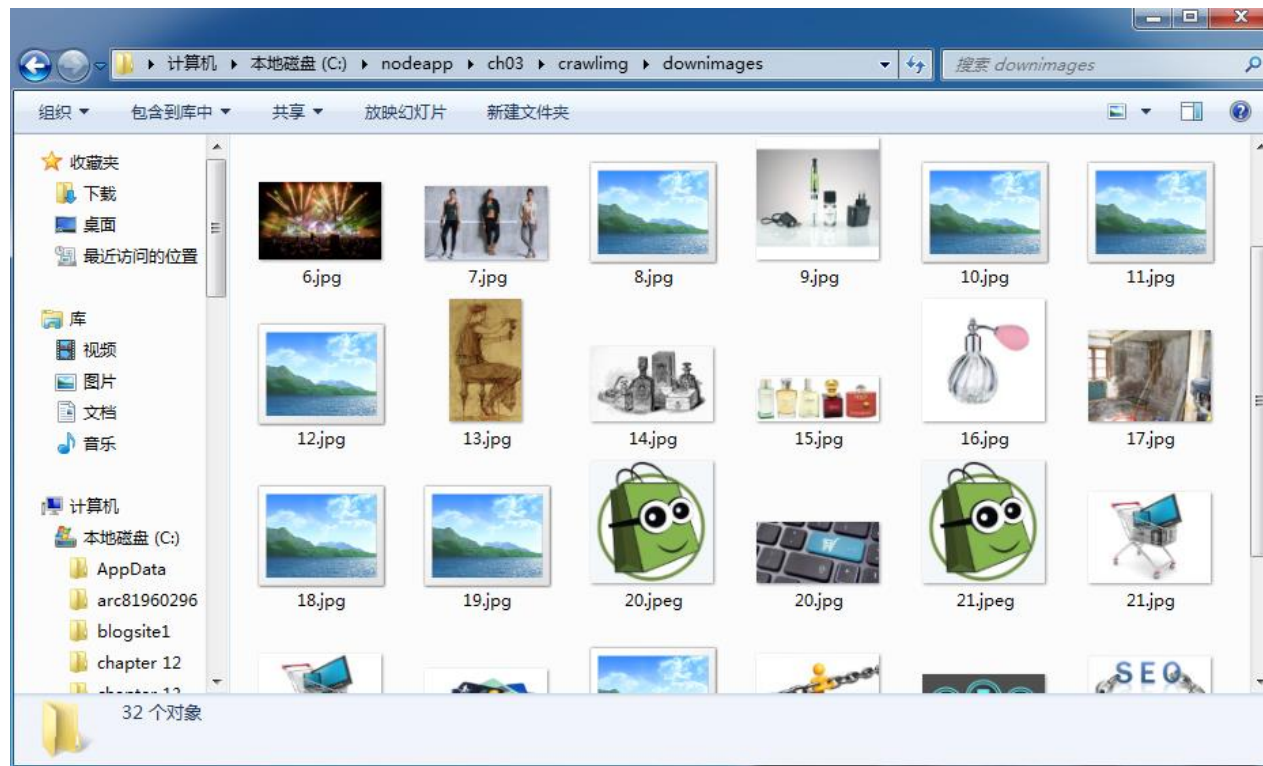 计算机 ▸ 本地磁盘 (C:) ▸ nodeapp ▸ ch03 ▸ crawlimg ▸ downimages
搜索 downimages
组织 包含到库中 共享 放映幻灯片 新建文件夹
收藏夹
下载
桌面
最近访问的位置
库
视频
图片
文档
音乐
计算机
本地磁盘 (C:)
AppData
arc81960296
blogsite1
chapter 12
6.jpg 7.jpg 8.jpg 9.jpg 10.jpg 11.jpg
12.jpg 13.jpg 14.jpg 15.jpg 16.jpg 17.jpg
18.jpg 19.jpg 20.jpeg 20.jpg 21.jpeg 21.jpg
SEO
32 个对象